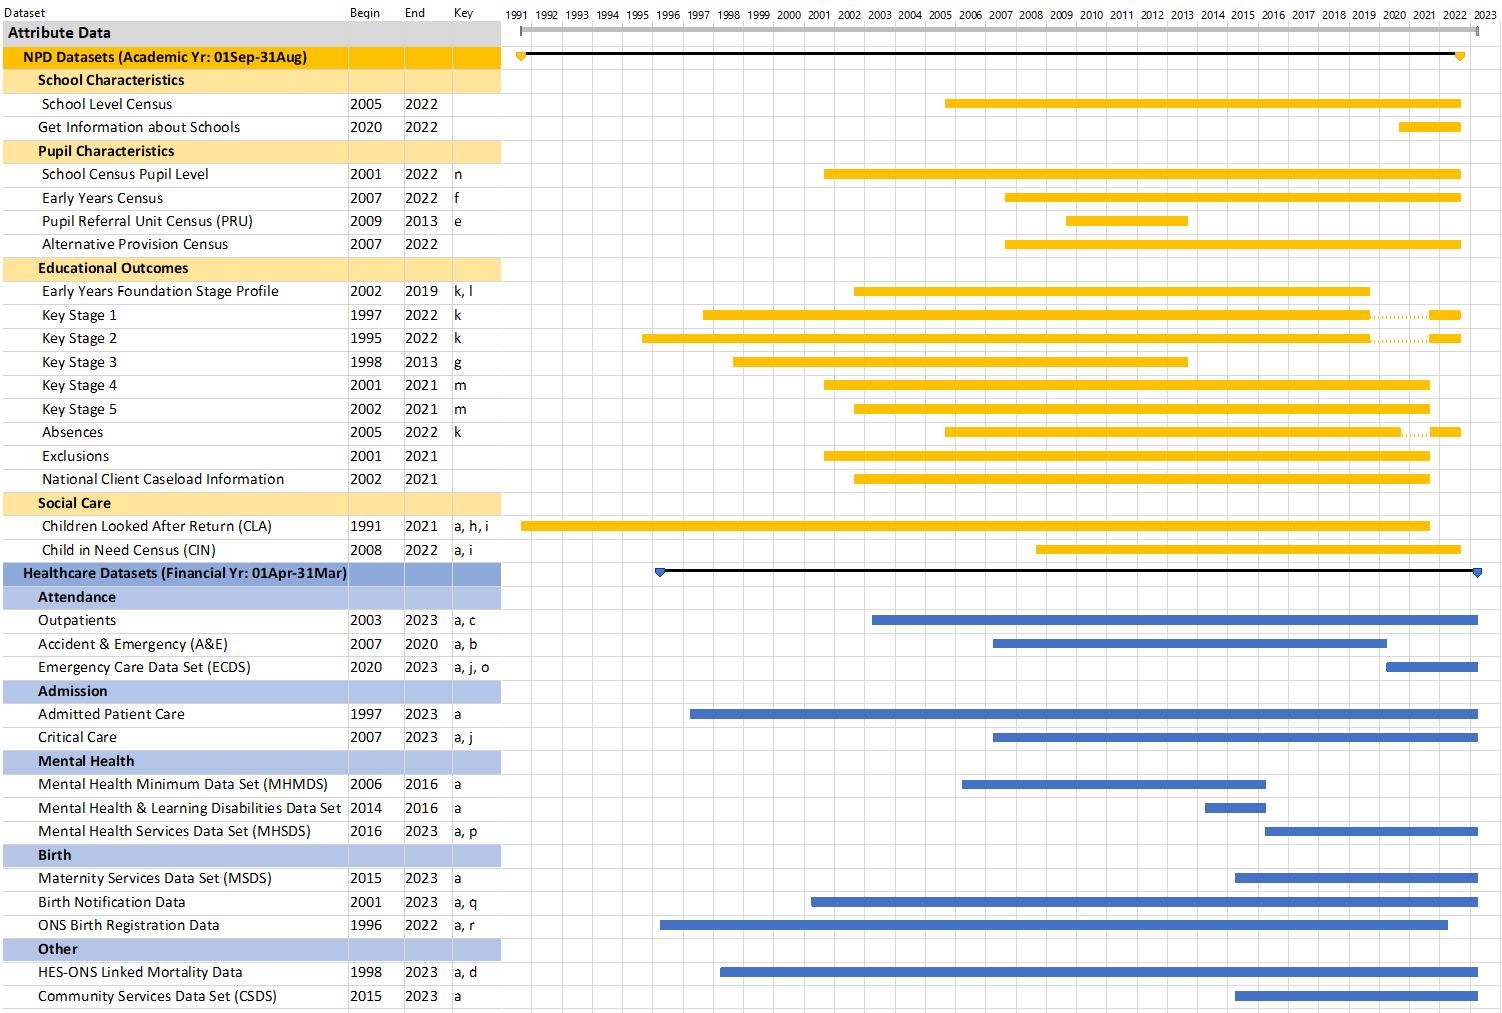 Dataset Begin End Key 1991 1992 1993 1994 1995 1996 1997 1998 1999 2000 2001 2002 2003 2004 2005 2006 2007 2008 2009 2010 2011 2012 2013 2014 2015 2016 2017 2018 2019 2020 2021 2022 2023
Attribute Data
NPD Datasets (Academic Yr: 01Sep-31Aug)
School Characteristics
School Level Census 2005 2022
Get Information about Schools 2020 2022
Pupil Characteristics
School Census Pupil Level 2001 2022 n
Early Years Census 2007 2022 f
Pupil Referral Unit Census (PRU) 2009 2013 e
Alternative Provision Census 2007 2022
Educational Outcomes
Early Years Foundation Stage Profile 2002 2019 k, l
Key Stage 1 1997 2022 k
Key Stage 2 1995 2022 k
Key Stage 3 1998 2013 g
Key Stage 4 2001 2021 m
Key Stage 5 2002 2021 m
Absences 2005 2022 k
Exclusions 2001 2021
National Client Caseload Information 2002 2021
Social Care
Children Looked After Return (CLA) 1991 2021 a, h, i
Child in Need Census (CIN) 2008 2022 a, i
Healthcare Datasets (Financial Yr: 01Apr-31Mar)
Attendance
Outpatients 2003 2023 a, c
Accident & Emergency (A&E) 2007 2020 a, b
Emergency Care Data Set (ECDS) 2020 2023 a, j, o
Admission
Admitted Patient Care 1997 2023 a
Critical Care 2007 2023 a, j
Mental Health
Mental Health Minimum Data Set (MHMDS) 2006 2016 a
Mental Health & Learning Disabilities Data Set 2014 2016 a
Mental Health Services Data Set (MHSDS) 2016 2023 a, p
Birth
Maternity Services Data Set (MSDS) 2015 2023 a
Birth Notification Data 2001 2023 a, q
ONS Birth Registration Data 1996 2022 a, r
Other
HES-ONS Linked Mortality Data 1998 2023 a, d
Community Services Data Set (CSDS) 2015 2023 a